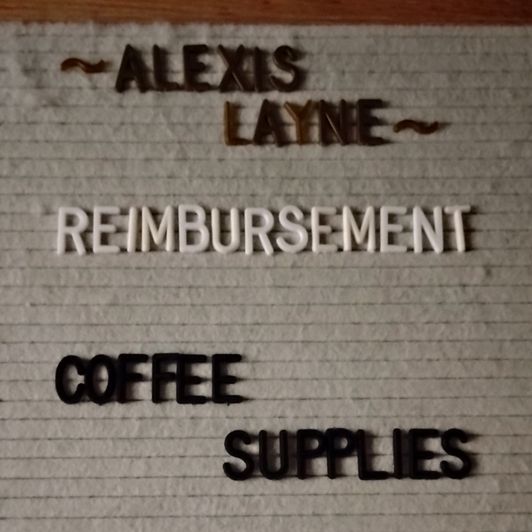 ~ALEXIS
LAYNE~
REIMBURSEMENT
COFFEE
SUPPLIES